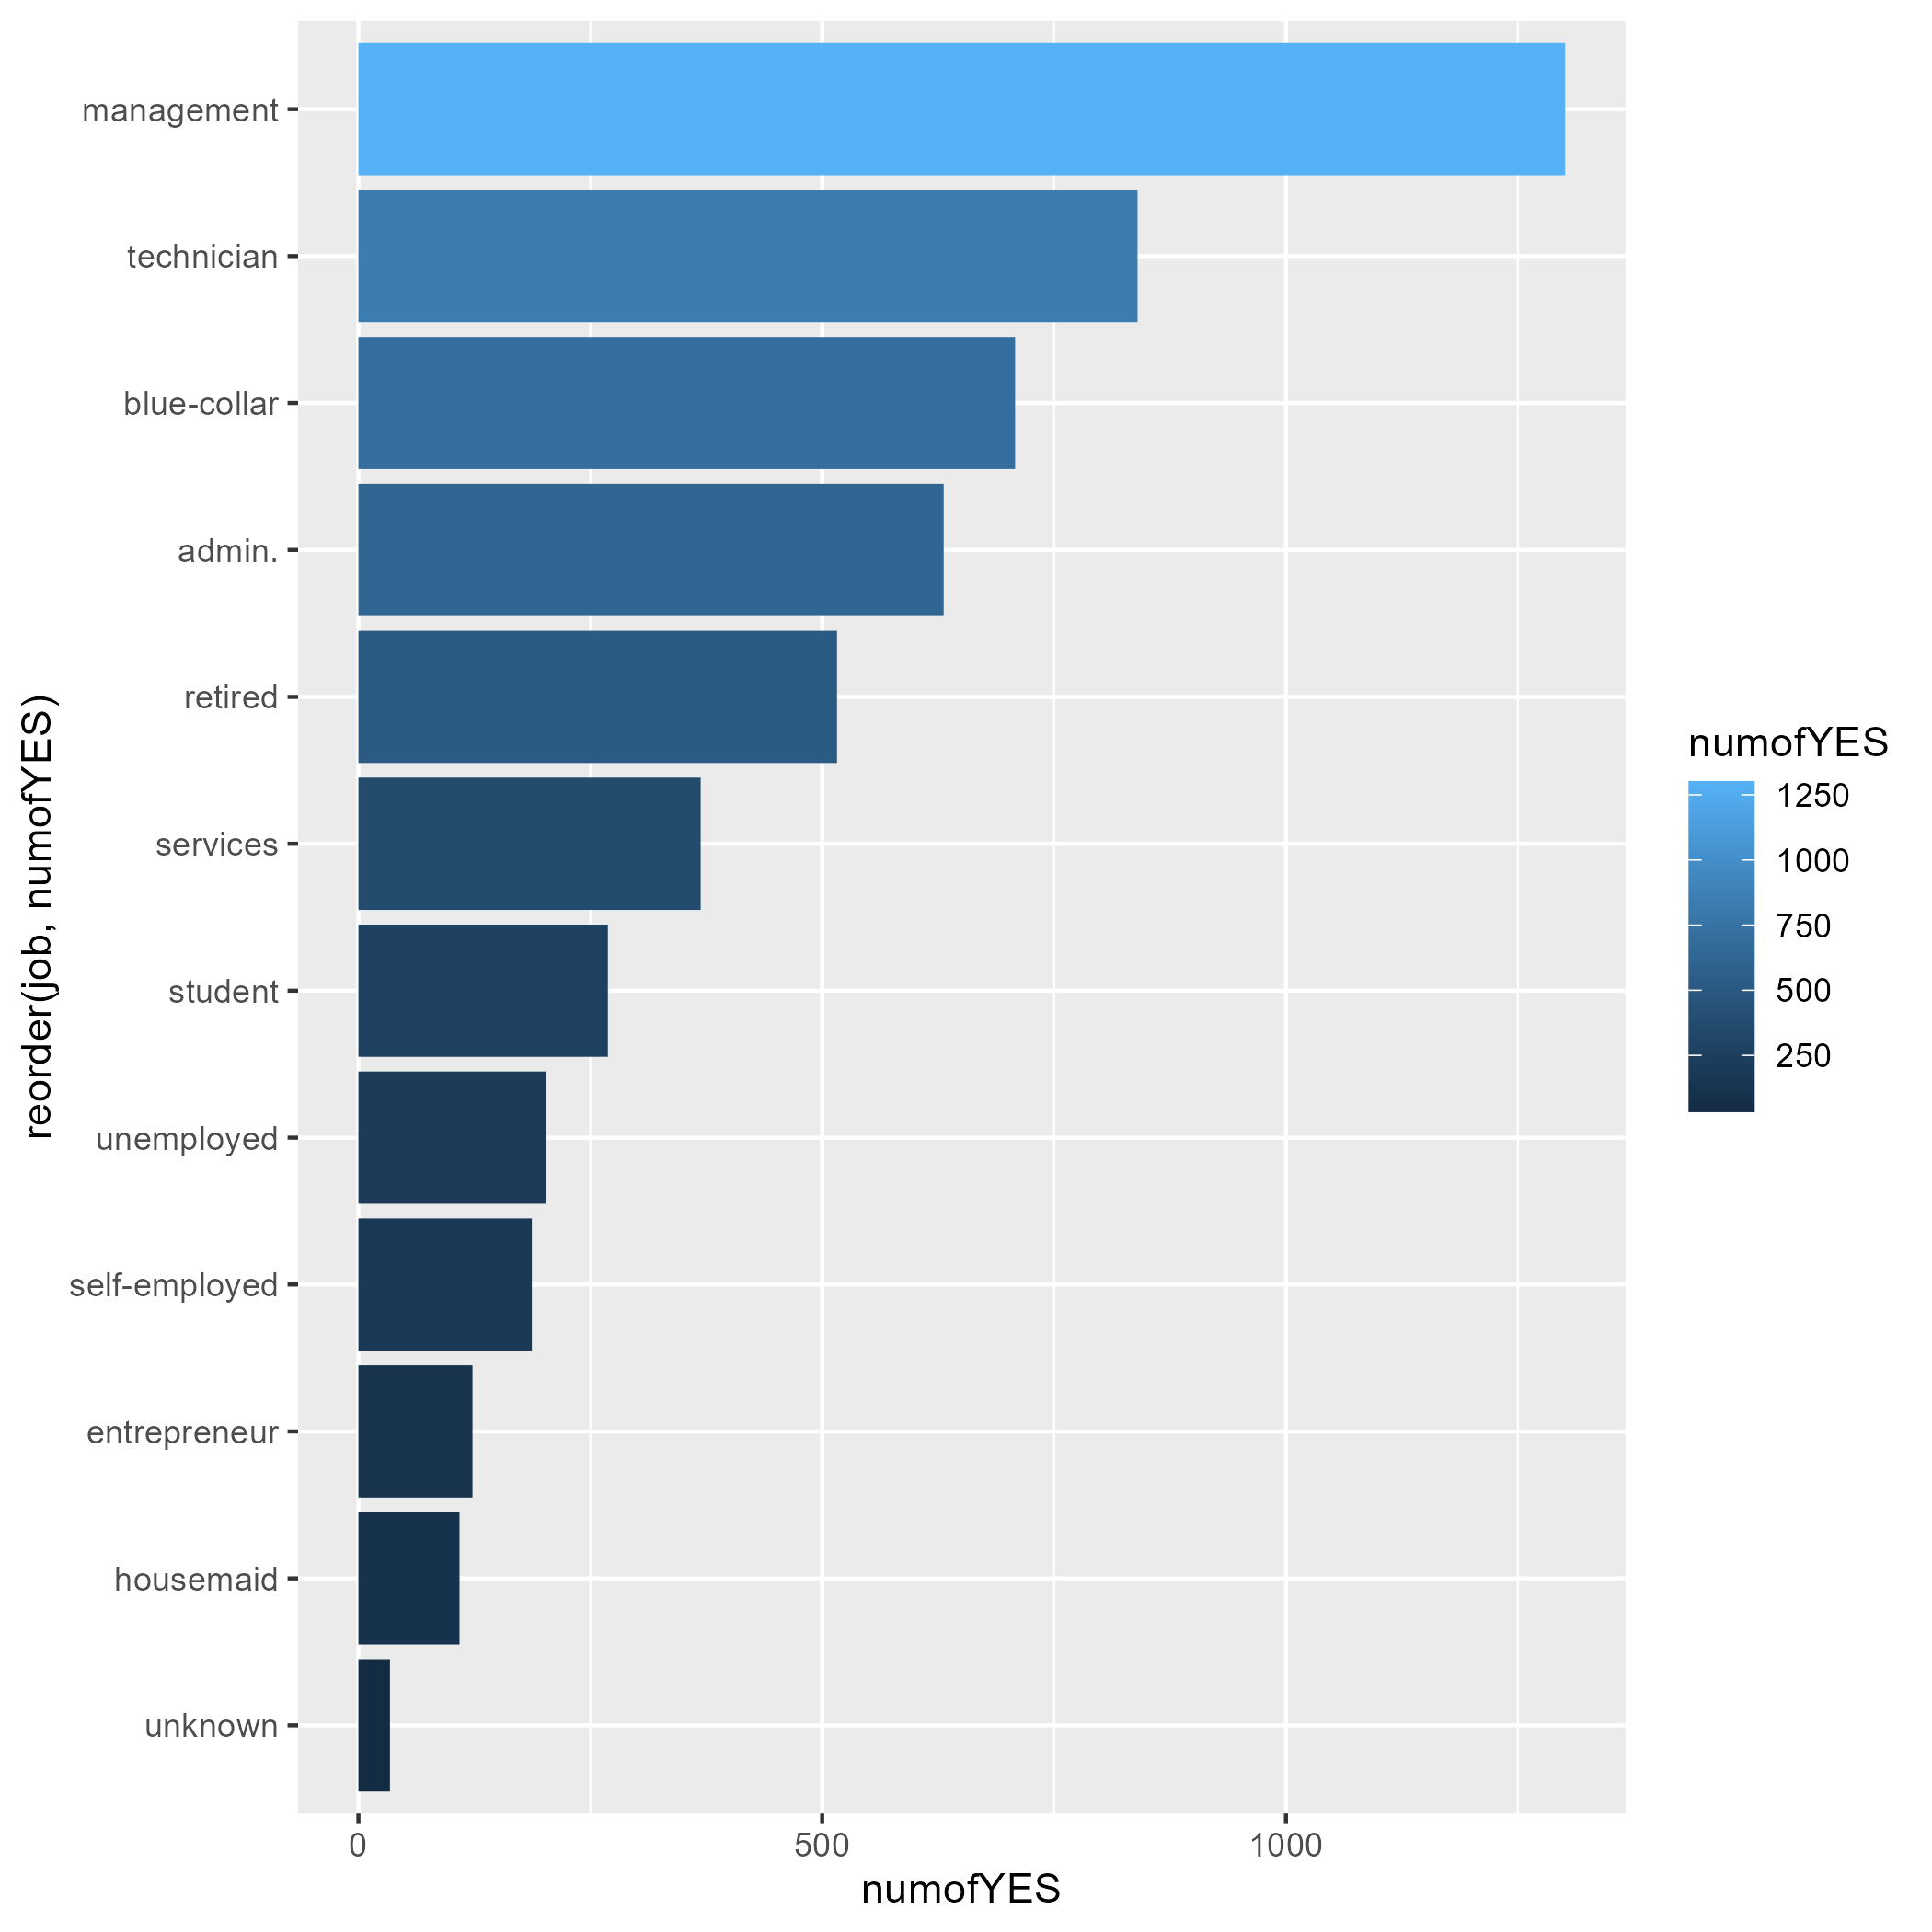 management
technician
blue-collar
admin.
retired
services
student
unemployed
self-employed
entrepreneur
housemaid
unknown
reorder(job, numofYES)
0 500 1000
numofYES
numofYES
1250
1000
750
500
250